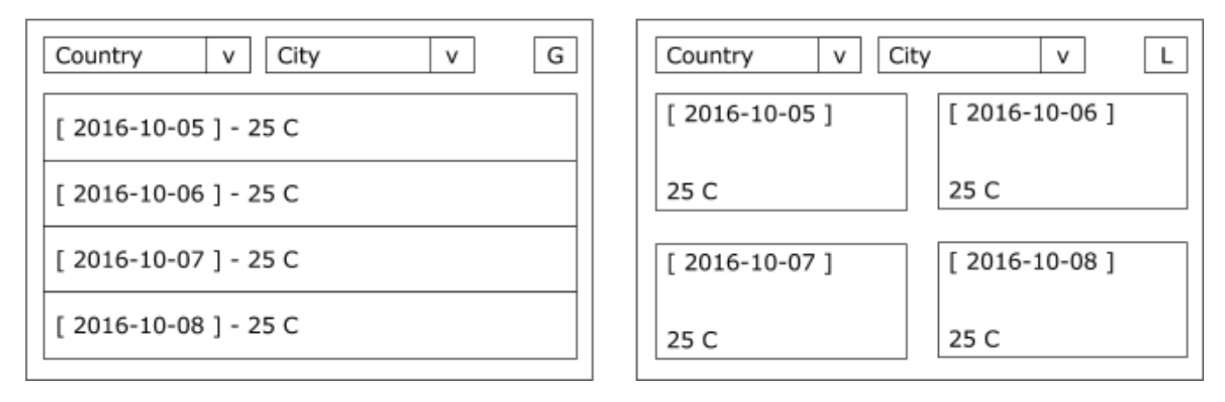 Country v City v G
[ 2016-10-05 ] - 25 C
[ 2016-10-06 ] - 25 C
[ 2016-10-07 ] - 25 C
[ 2016-10-08 ] - 25 C
Country v City v L
[ 2016-10-05 ]
25 C
[ 2016-10-06 ]
25 C
[ 2016-10-07 ]
25 C
[ 2016-10-08 ]
25 C